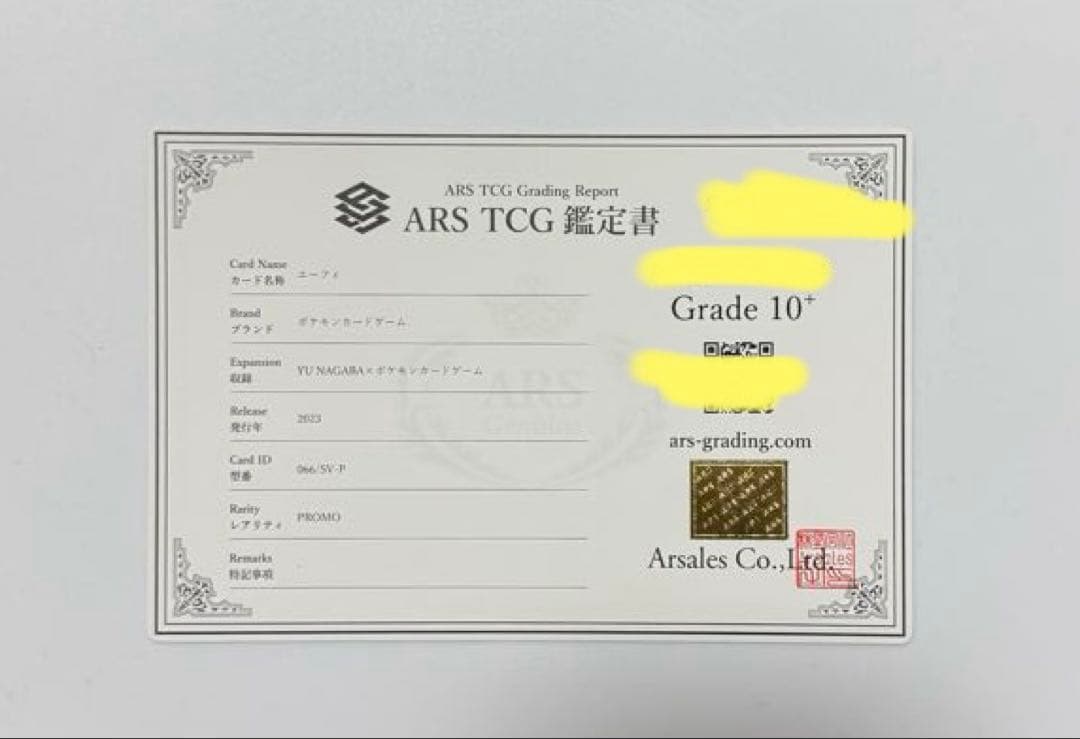 ARS TCG Grading Report
ARS TCG 鑑定書
Card Name
カード名称
エーフィ
Brand
ブランド
ポケモンカードゲーム
Expansion
収録
YU NAGABA×ポケモンカードゲーム
Release
発行年
2023
Card ID
型番
066/SV-P
Rarity
レアリティ
PROMO
Remarks
特記事項
Grade 10+
ars-grading.com
Arsales Co.,Ltd.
ARS
Genuine